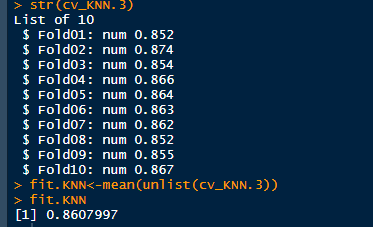 > str(cv_KNN.3)
List of 10
 $ Fold01: num 0.852
 $ Fold02: num 0.874
 $ Fold03: num 0.854
 $ Fold04: num 0.866
 $ Fold05: num 0.864
 $ Fold06: num 0.863
 $ Fold07: num 0.862
 $ Fold08: num 0.852
 $ Fold09: num 0.855
 $ Fold10: num 0.867
> fit.KNN<-mean(unlist(cv_KNN.3))
> fit.KNN
[1] 0.8607997